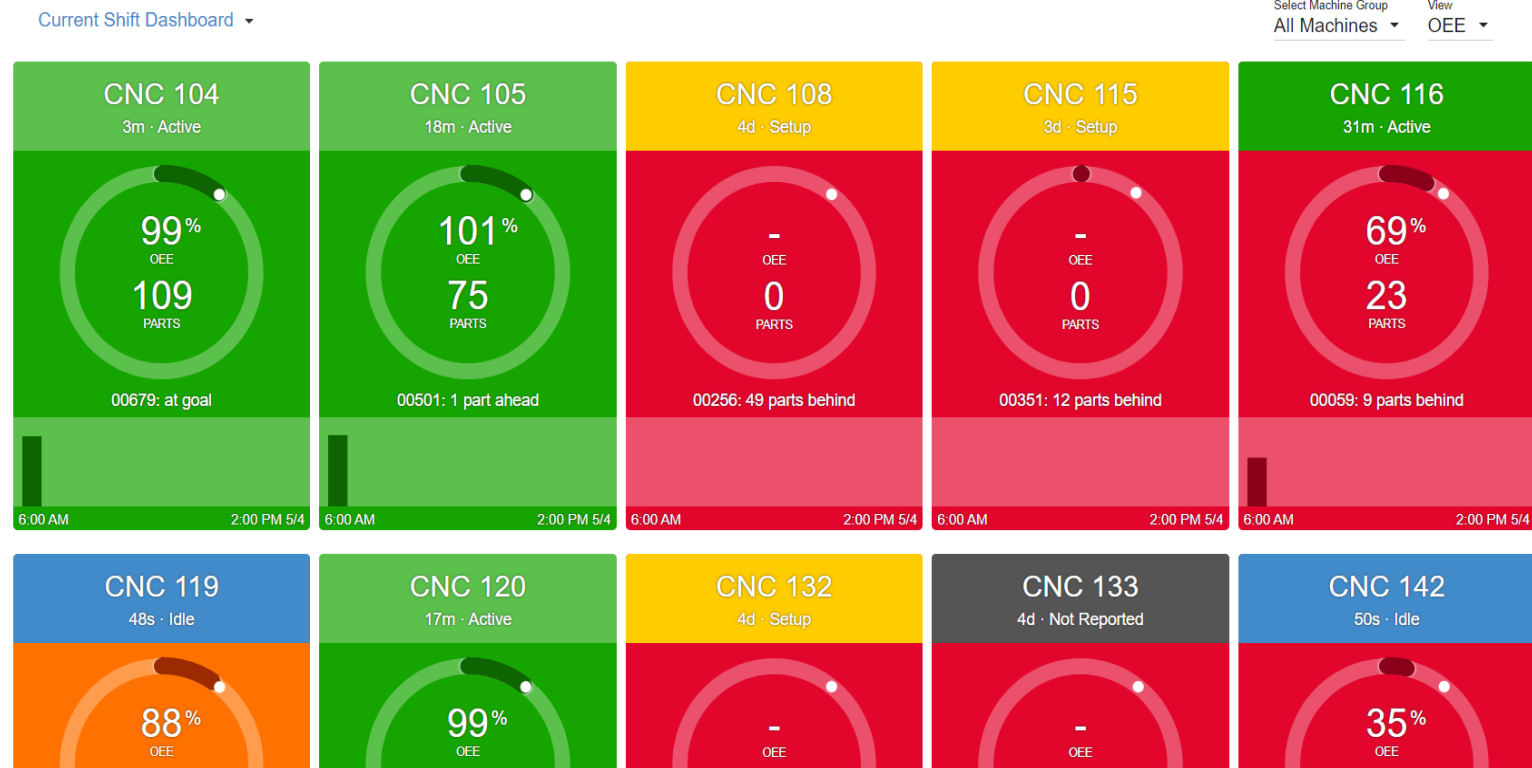 Current Shift Dashboard
Select Machine Group
All Machines
View
OEE
CNC 104
3m · Active
99%
OEE
109
PARTS
00679: at goal
6:00 AM
2:00 PM 5/4
CNC 105
18m · Active
101%
OEE
75
PARTS
00501: 1 part ahead
6:00 AM
2:00 PM 5/4
CNC 108
4d · Setup
-
OEE
0
PARTS
00256: 49 parts behind
6:00 AM
2:00 PM 5/4
CNC 115
3d · Setup
-
OEE
0
PARTS
00351: 12 parts behind
6:00 AM
2:00 PM 5/4
CNC 116
31m · Active
69%
OEE
23
PARTS
00059: 9 parts behind
6:00 AM
2:00 PM 5/4
CNC 119
48s · Idle
88%
OEE
CNC 120
17m · Active
99%
OEE
CNC 132
4d · Setup
-
OEE
CNC 133
4d · Not Reported
-
OEE
CNC 142
50s · Idle
35%
OEE